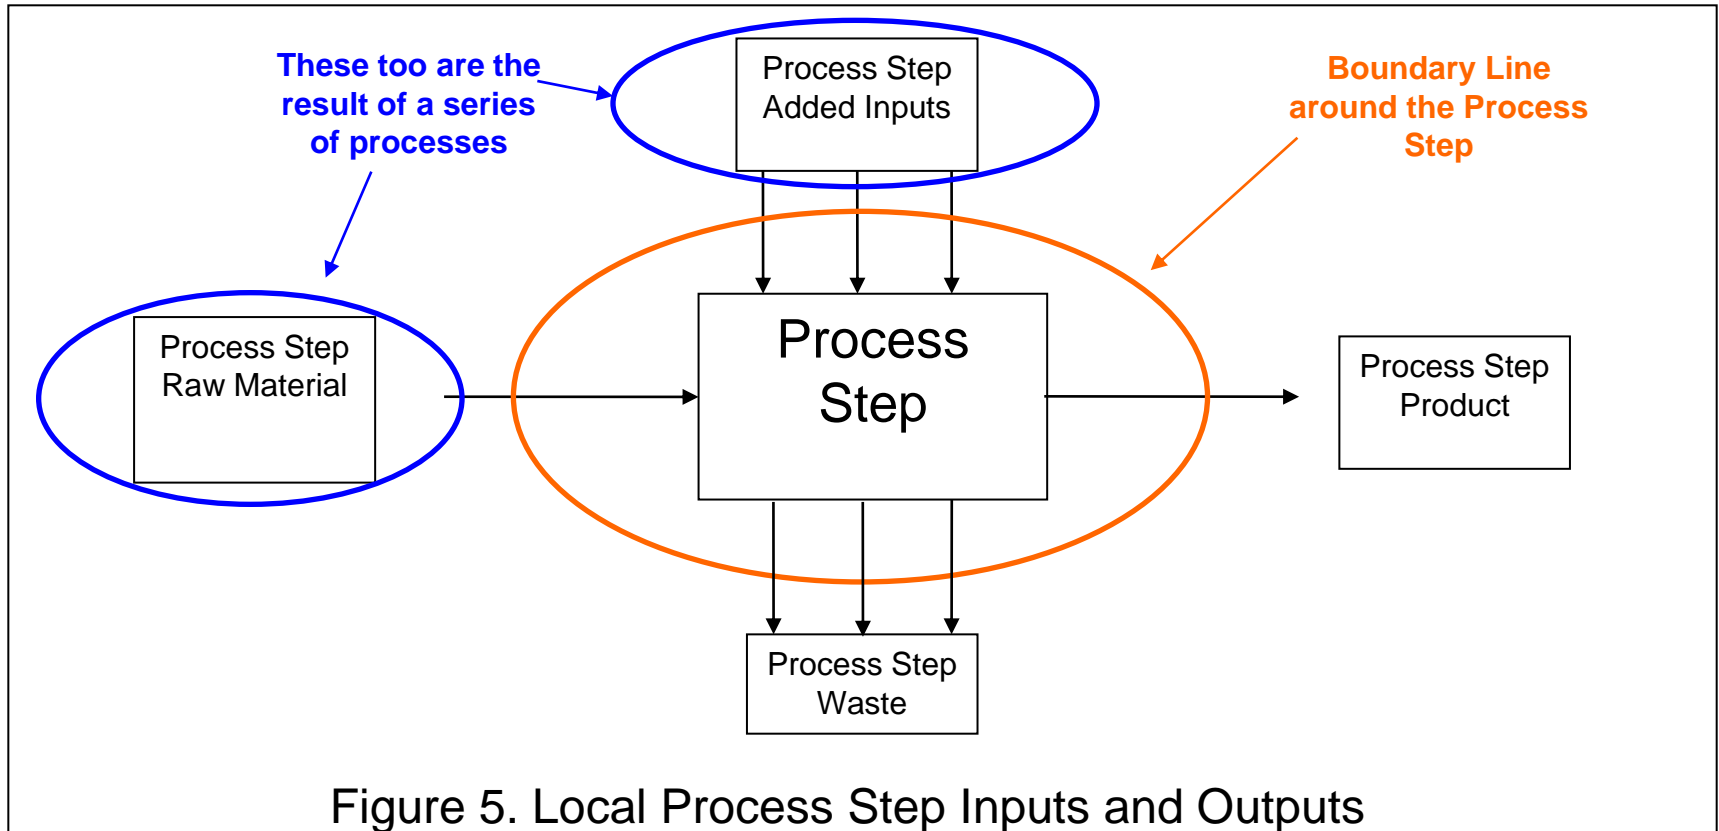 These too are the
result of a series
of processes
Process Step
Added Inputs
Boundary Line
around the Process
Step
Process Step
Raw Material
Process
Step
Process Step
Product
Process Step
Waste
Figure 5. Local Process Step Inputs and Outputs